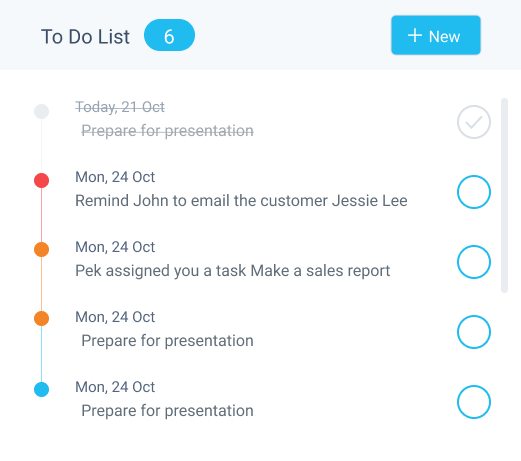 To Do List 6 + New
Today, 21 Oct
Prepare for presentation
Mon, 24 Oct
Remind John to email the customer Jessie Lee
Mon, 24 Oct
Pek assigned you a task Make a sales report
Mon, 24 Oct
Prepare for presentation
Mon, 24 Oct
Prepare for presentation